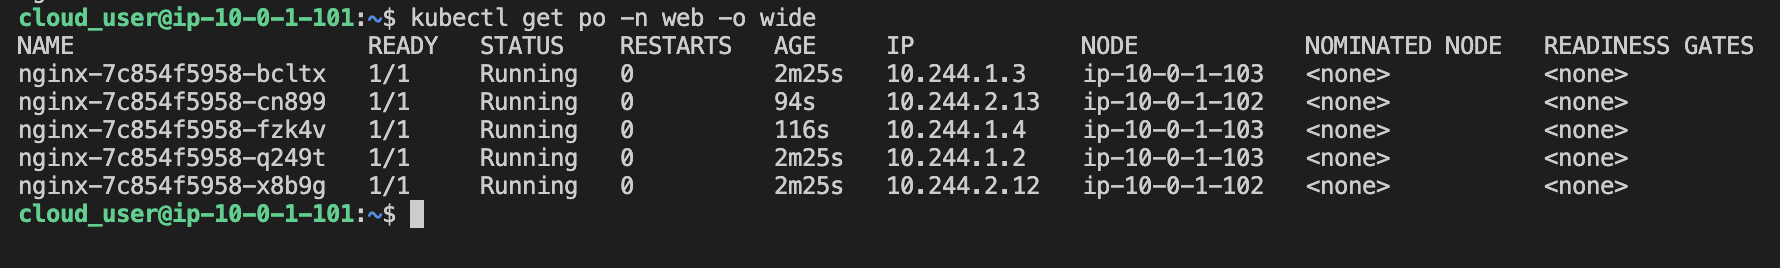 cloud_user@ip-10-0-1-101:~$ kubectl get po -n web -o wide
NAME READY STATUS RESTARTS AGE IP NODE NOMINATED NODE READINESS GATES
nginx-7c854f5958-bcltx 1/1 Running 0 2m25s 10.244.1.3 ip-10-0-1-103 <none> <none>
nginx-7c854f5958-cn899 1/1 Running 0 94s 10.244.2.13 ip-10-0-1-102 <none> <none>
nginx-7c854f5958-fzk4v 1/1 Running 0 116s 10.244.1.4 ip-10-0-1-103 <none> <none>
nginx-7c854f5958-q249t 1/1 Running 0 2m25s 10.244.1.2 ip-10-0-1-103 <none> <none>
nginx-7c854f5958-x8b9g 1/1 Running 0 2m25s 10.244.2.12 ip-10-0-1-102 <none> <none>
cloud_user@ip-10-0-1-101:~$